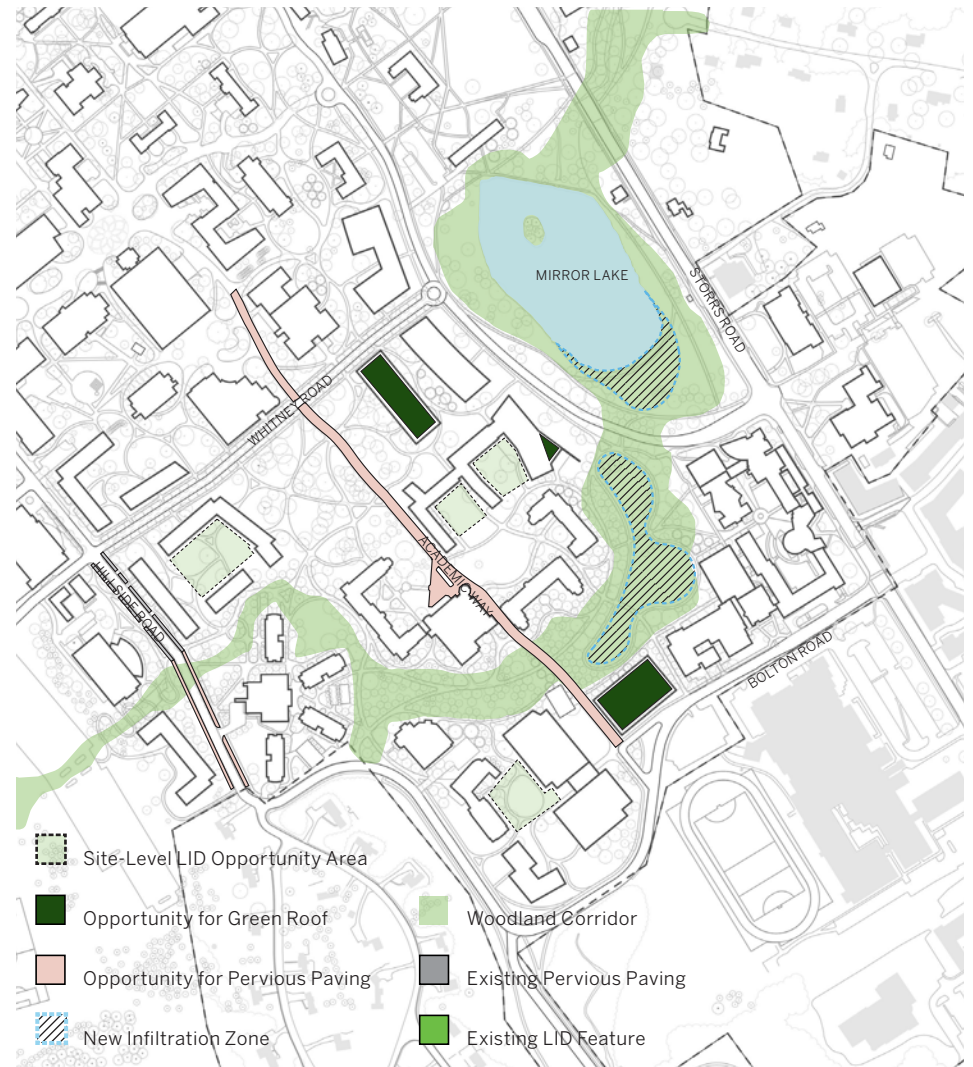 MIRROR LAKE
STORRS ROAD
WHITNEY ROAD
ACADEMIC WAY
HILLSIDE ROAD
BOLTON ROAD
Site-Level LID Opportunity Area
Opportunity for Green Roof
Woodland Corridor
Opportunity for Pervious Paving
Existing Pervious Paving
New Infiltration Zone
Existing LID Feature